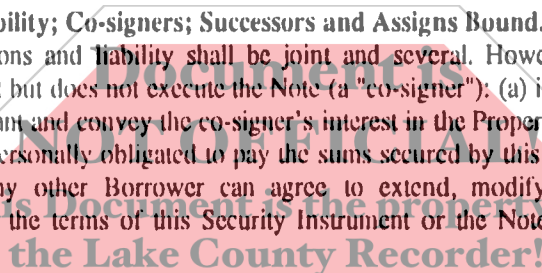 bility; Co-signers; Successors and Assigns Bound.
ons and liability shall be joint and several. Howe
but does not execute the Note (a "co-signer"): (a) i
ant and convey the co-signer's interest in the Proper
ersonally obligated to pay the sums secured by this
ny other Borrower can agree to extend, modify
the terms of this Security Instrument or the Note
Document is
NOT OFFICIAL
is Document is the property
the Lake County Recorder!